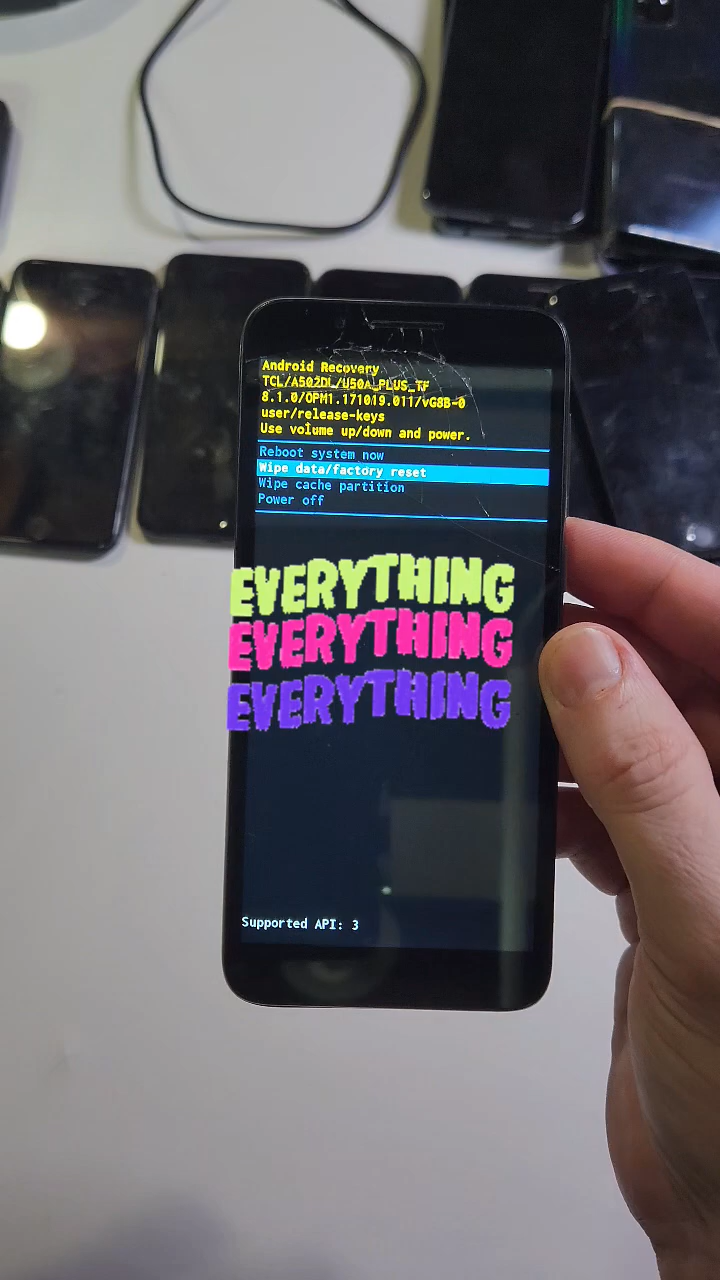 Android Recovery
TCL/A502DL/U50A_PLUS_TF
8.1.0/OPM1.171019.011/vG8B-0
user/release-keys
Use volume up/down and power.
Reboot system now
Wipe data/factory reset
Wipe cache partition
Power off
EVERYTHING
EVERYTHING
EVERYTHING
Supported API: 3